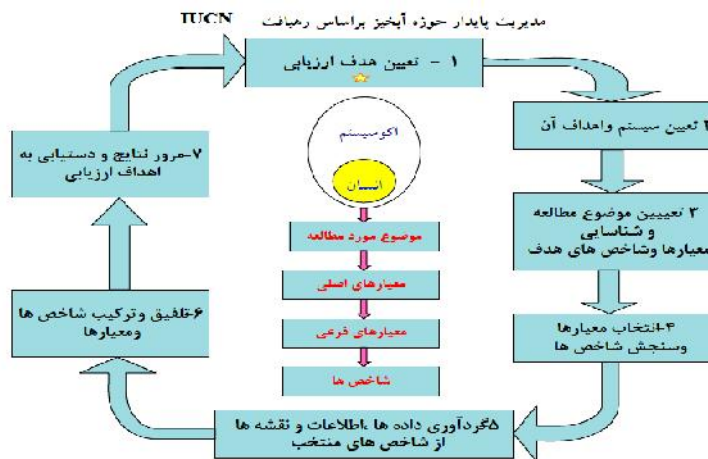 مدیریت پایدار حوزه آبخیز براساس رهیافت IUCN
۱ - تعیین هدف ارزیابی
۲ تعیین سیستم واهداف آن
۳ تعییین موضوع مطالعه
و شناسایی
معیارها وشاخص های هدف
۴-انتخاب معیارها
وسنجش شاخص ها
۵گردآوری داده ها ،اطلاعات و نقشه ها
از شاخص های منتخب
۶-تلفیق وترکیب شاخص ها
ومعیارها
۷-مرور نتایج و دستیابی به
اهداف ارزیابی
اکوسیستم
انسان
موضوع مورد مطالعه
معیارهای اصلی
معیارهای فرعی
شاخص ها